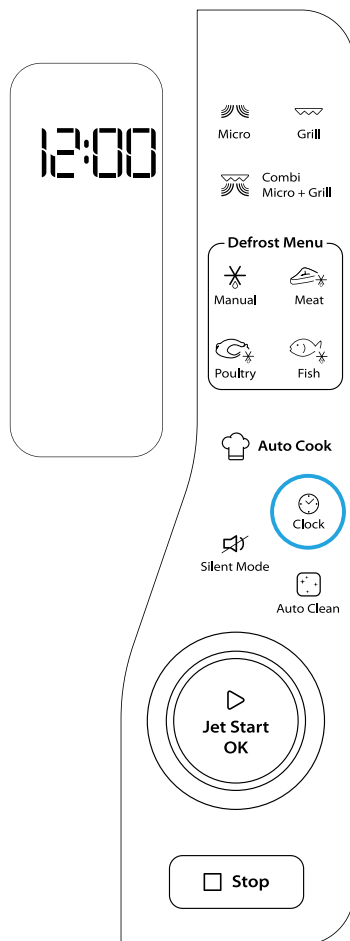 12:00
Micro Grill
Combi
Micro + Grill
Defrost Menu
Manual Meat
Poultry Fish
Auto Cook
Clock
Silent Mode
Auto Clean
Jet Start
OK
Stop